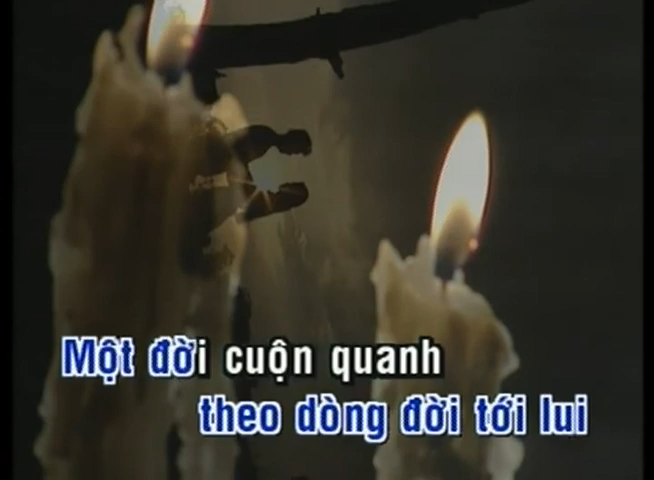 Một đời cuộn quanh
theo dòng đời tới lui